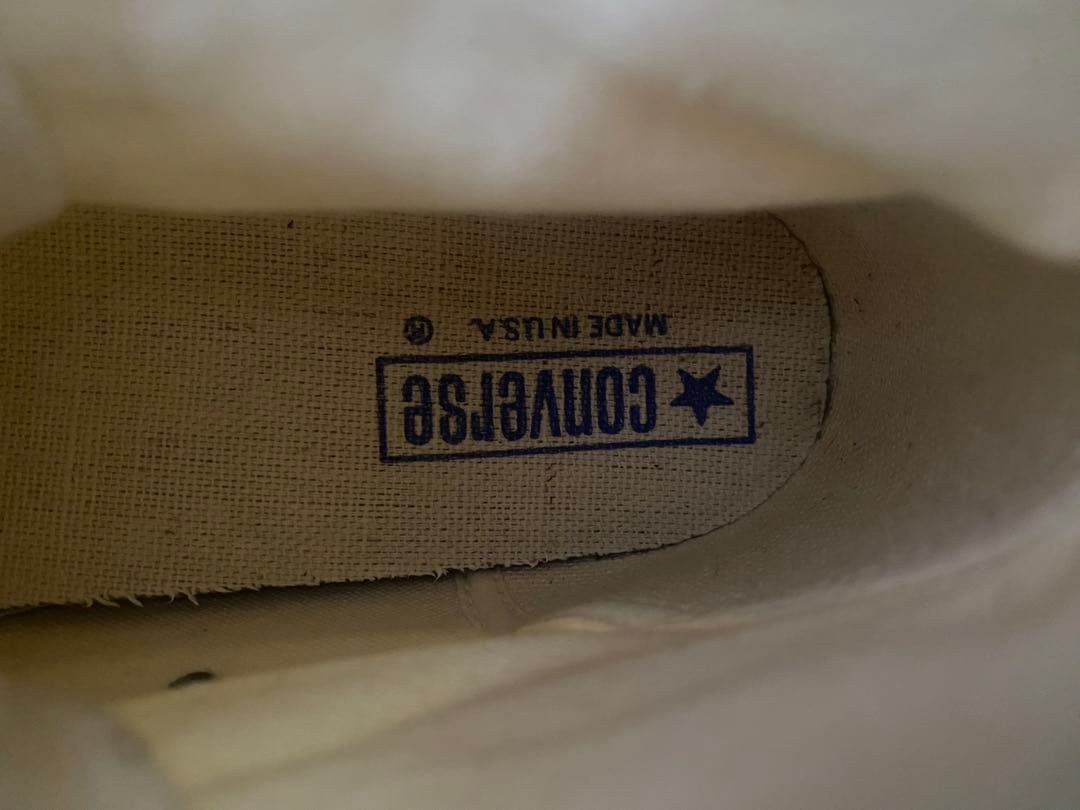 ★ converse
® MADE IN U.S.A.